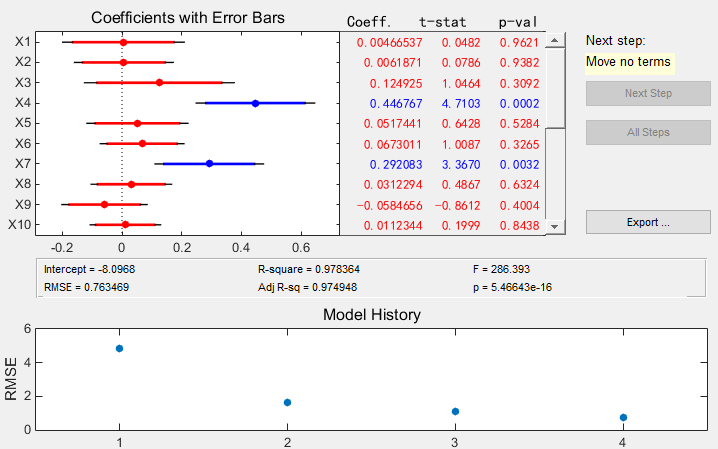 Coefficients with Error Bars
Coeff. t-stat p-val
X1 0.00466537 0.0482 0.9621
X2 0.0061871 0.0786 0.9382
X3 0.124925 1.0464 0.3092
X4 0.446767 4.7103 0.0002
X5 0.0517441 0.6428 0.5284
X6 0.0673011 1.0087 0.3265
X7 0.292083 3.3670 0.0032
X8 0.0312294 0.4867 0.6324
X9 -0.0584656 -0.8612 0.4004
X10 0.0112344 0.1999 0.8438
-0.2 0 0.2 0.4 0.6
Next step:
Move no terms
Next Step
All Steps
Export ...
Intercept = -8.0968 R-square = 0.978364 F = 286.393
RMSE = 0.763469 Adj R-sq = 0.974948 p = 5.46643e-16
Model History
RMSE
6
4
2
0
1 2 3 4